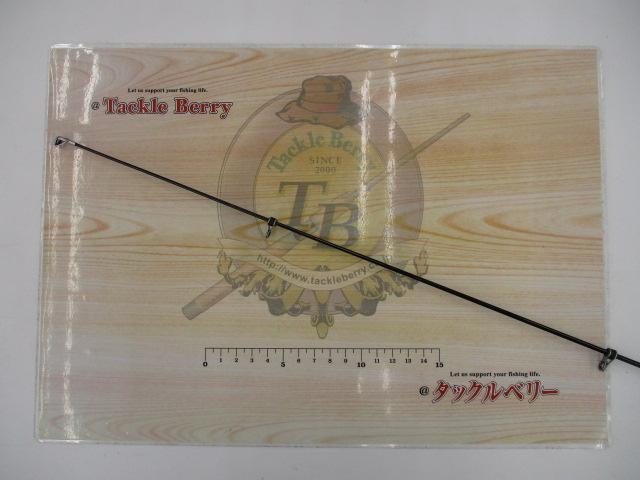 Let us support your fishing life.
@ Tackle Berry
Tackle Berry
SINCE
2000
TB
http://www.tackleberry.c
0 1 2 3 4 5 6 7 8 9 10 11 12 13 14 15
Let us support your fishing life.
@ タックルベリー